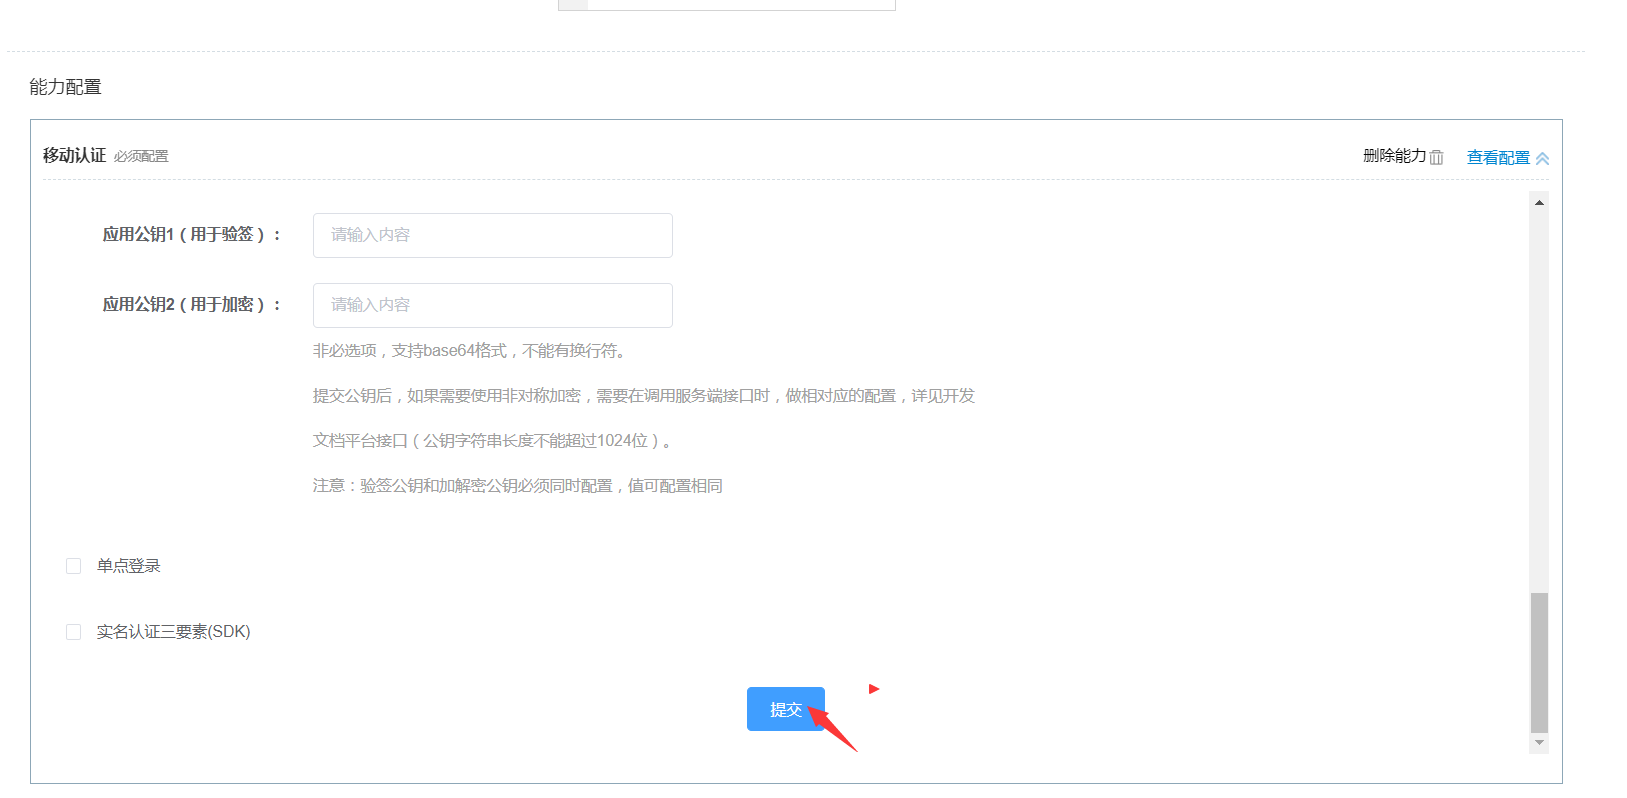 能力配置
移动认证 必须配置 删除能力 查看配置
应用公钥1（用于验签）： 请输入内容
应用公钥2（用于加密）： 请输入内容
非必选项，支持base64格式，不能有换行符。
提交公钥后，如果需要使用非对称加密，需要在调用服务端接口时，做相对应的配置，详见开发
文档平台接口（公钥字符串长度不能超过1024位）。
注意：验签公钥和加解密公钥必须同时配置，值可配置相同
单点登录
实名认证三要素(SDK)
提交